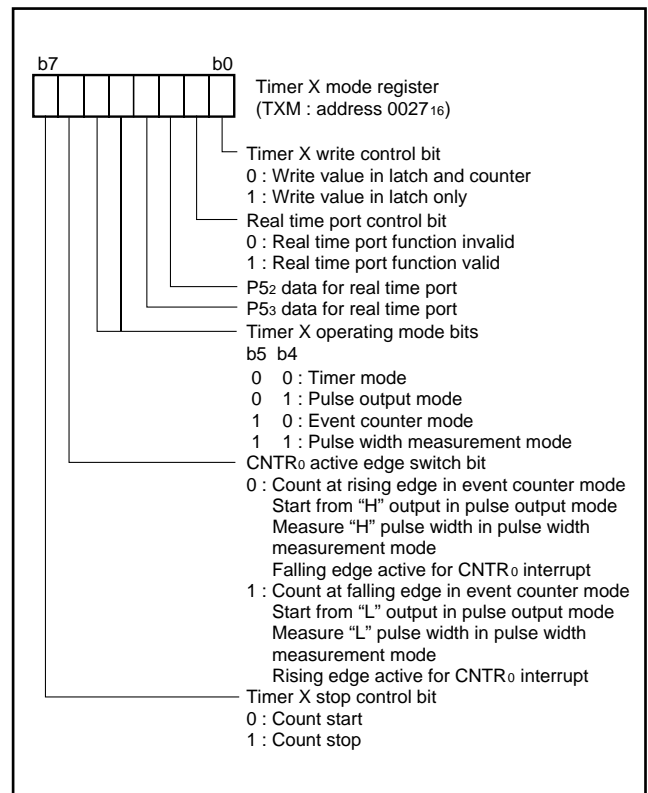 b7 b0
Timer X mode register
(TXM : address 002716)
Timer X write control bit
0 : Write value in latch and counter
1 : Write value in latch only
Real time port control bit
0 : Real time port function invalid
1 : Real time port function valid
P52 data for real time port
P53 data for real time port
Timer X operating mode bits
b5 b4
0 0 : Timer mode
0 1 : Pulse output mode
1 0 : Event counter mode
1 1 : Pulse width measurement mode
CNTR0 active edge switch bit
0 : Count at rising edge in event counter mode
Start from “H” output in pulse output mode
Measure “H” pulse width in pulse width
measurement mode
Falling edge active for CNTR0 interrupt
1 : Count at falling edge in event counter mode
Start from “L” output in pulse output mode
Measure “L” pulse width in pulse width
measurement mode
Rising edge active for CNTR0 interrupt
Timer X stop control bit
0 : Count start
1 : Count stop